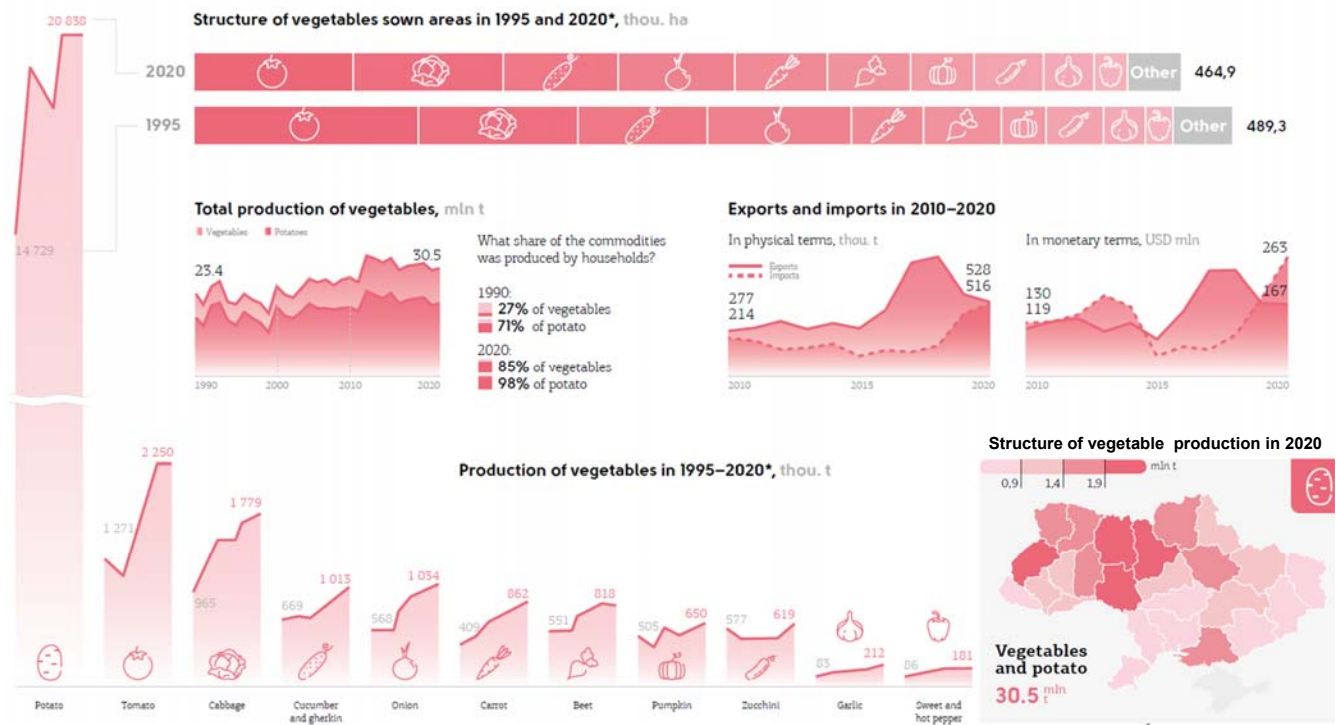 20 838
Structure of vegetables sown areas in 1995 and 2020*, thou. ha
2020
Other
464,9
1995
Other
489,3
14 729
Total production of vegetables, mln t
Vegetables
Potatoes
23.4
30.5
1990
2000
2010
2020
What share of the commodities
was produced by households?
1990:
27% of vegetables
71% of potato
2020:
85% of vegetables
98% of potato
Exports and imports in 2010–2020
In physical terms, thou. t
Exports
Imports
277
214
528
516
2010
2015
2020
In monetary terms, USD mln
130
119
263
167
2010
2015
2020
Production of vegetables in 1995–2020*, thou. t
1 271
2 250
965
1 779
669
1 013
568
1 034
409
862
551
818
505
650
577
619
83
212
86
181
Potato
Tomato
Cabbage
Cucumber
and gherkin
Onion
Carrot
Beet
Pumpkin
Zucchini
Garlic
Sweet and
hot pepper
Structure of vegetable production in 2020
mln t
0,9
1,4
1,9
Vegetables
and potato
30.5 mln t